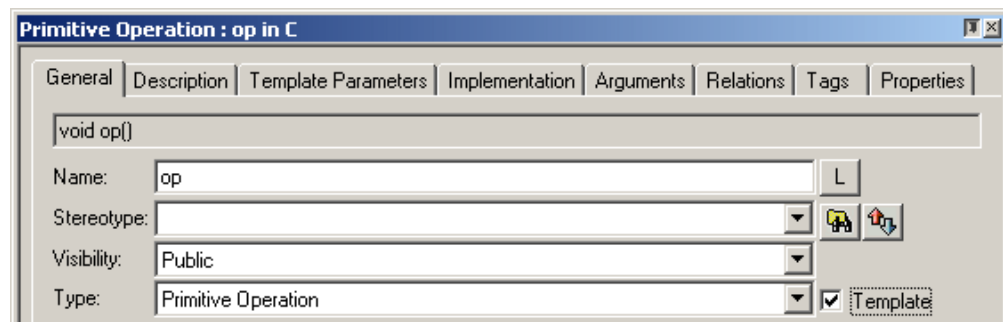 Primitive Operation : op in C
General Description Template Parameters Implementation Arguments Relations Tags Properties
void op()
Name: op L
Stereotype:
Visibility: Public
Type: Primitive Operation Template